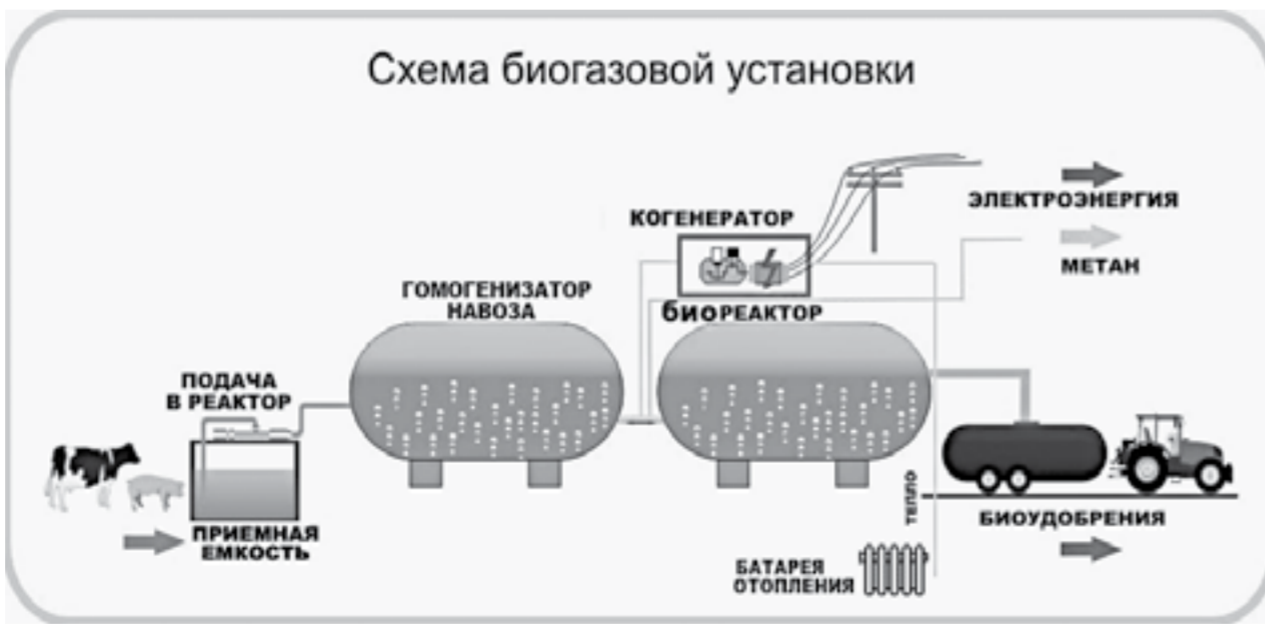 Схема биогазовой установки
ЭЛЕКТРОЭНЕРГИЯ
КОГЕНЕРАТОР
МЕТАН
ГОМОГЕНИЗАТОР
НАВОЗА
биоРЕАКТОР
ПОДАЧА
В РЕАКТОР
ТЕПЛО
БИОУДОБРЕНИЯ
ПРИЕМНАЯ
ЕМКОСТЬ
БАТАРЕЯ
ОТОПЛЕНИЯ